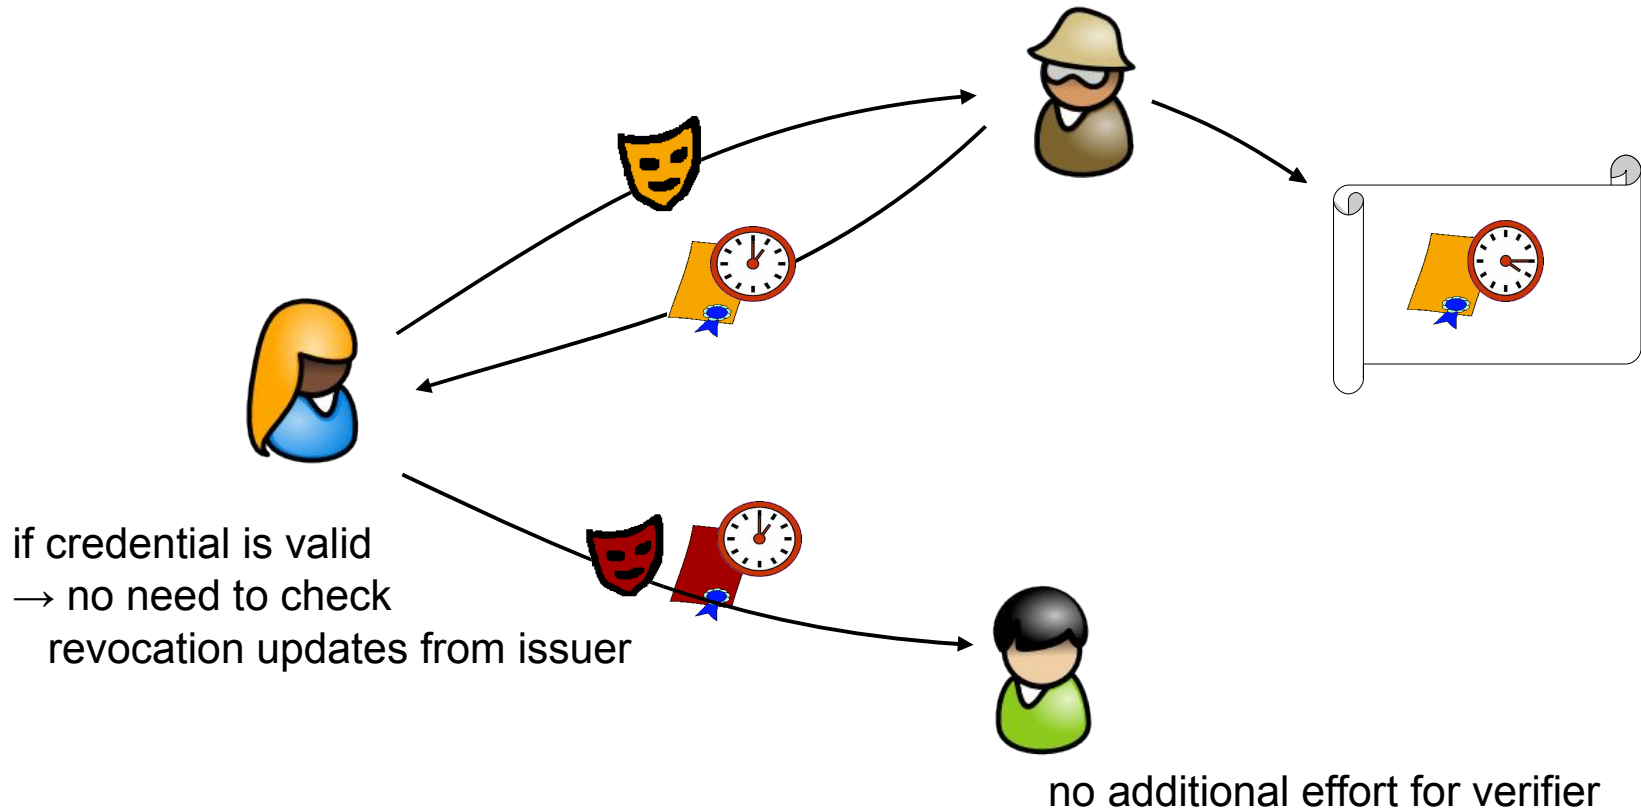 if credential is valid
→ no need to check
revocation updates from issuer
no additional effort for verifier